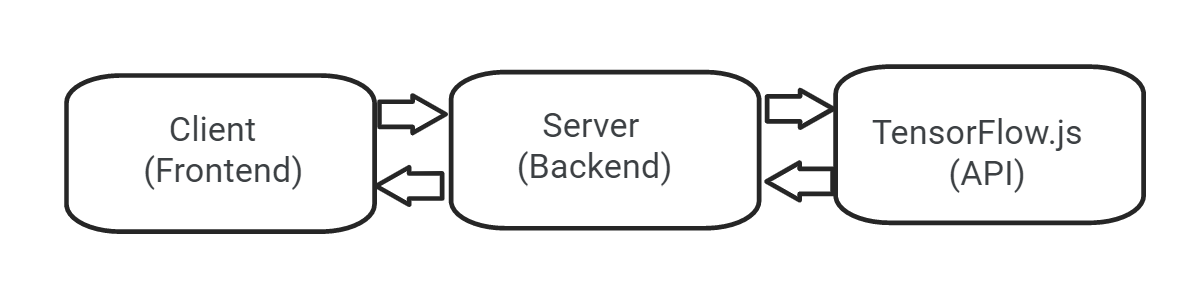 Client
(Frontend)
Server
(Backend)
TensorFlow.js
(API)